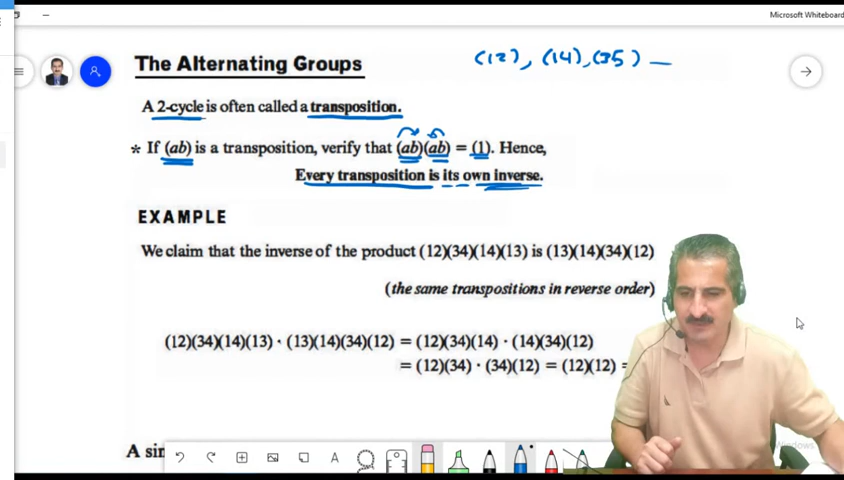 Microsoft Whiteboard
The Alternating Groups
(12), (14), (35) —
A 2-cycle is often called a transposition.
* If (ab) is a transposition, verify that (ab)(ab) = (1). Hence,
Every transposition is its own inverse.
EXAMPLE
We claim that the inverse of the product (12)(34)(14)(13) is (13)(14)(34)(12)
(the same transpositions in reverse order)
(12)(34)(14)(13) · (13)(14)(34)(12) = (12)(34)(14) · (14)(34)(12)
= (12)(34) · (34)(12) = (12)(12) =
A sin